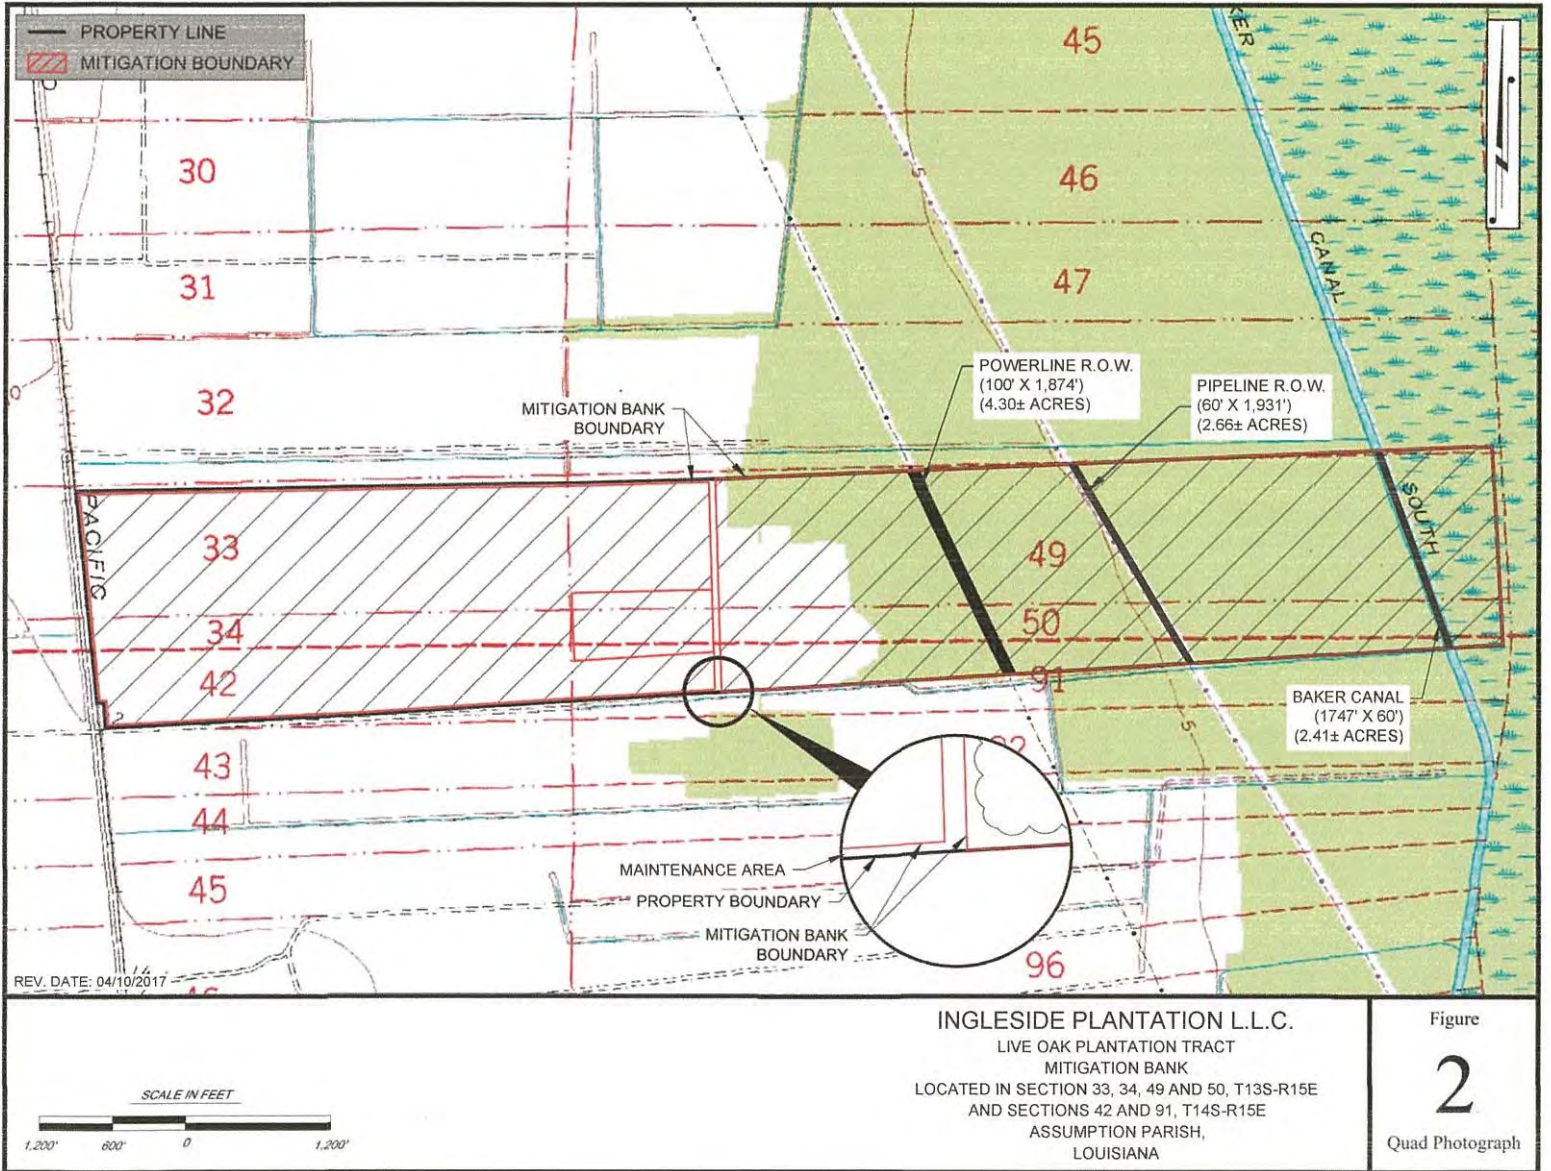 PROPERTY LINE
MITIGATION BOUNDARY
KER
45
30
46
5
31
47
CANAL
32
POWERLINE R.O.W.
(100' X 1,874')
(4.30± ACRES)
PIPELINE R.O.W.
(60' X 1,931')
(2.66± ACRES)
MITIGATION BANK
BOUNDARY
PACIFIC
SOUTH
33
49
34
50
42
91
BAKER CANAL
(1747' X 60')
(2.41± ACRES)
5
43
92
44
45
MAINTENANCE AREA
PROPERTY BOUNDARY
MITIGATION BANK
BOUNDARY
96
REV. DATE: 04/10/2017
INGLESIDE PLANTATION L.L.C.
LIVE OAK PLANTATION TRACT
MITIGATION BANK
LOCATED IN SECTION 33, 34, 49 AND 50, T13S-R15E
AND SECTIONS 42 AND 91, T14S-R15E
ASSUMPTION PARISH,
LOUISIANA
Figure
2
Quad Photograph
SCALE IN FEET
1,200' 600' 0 1,200'